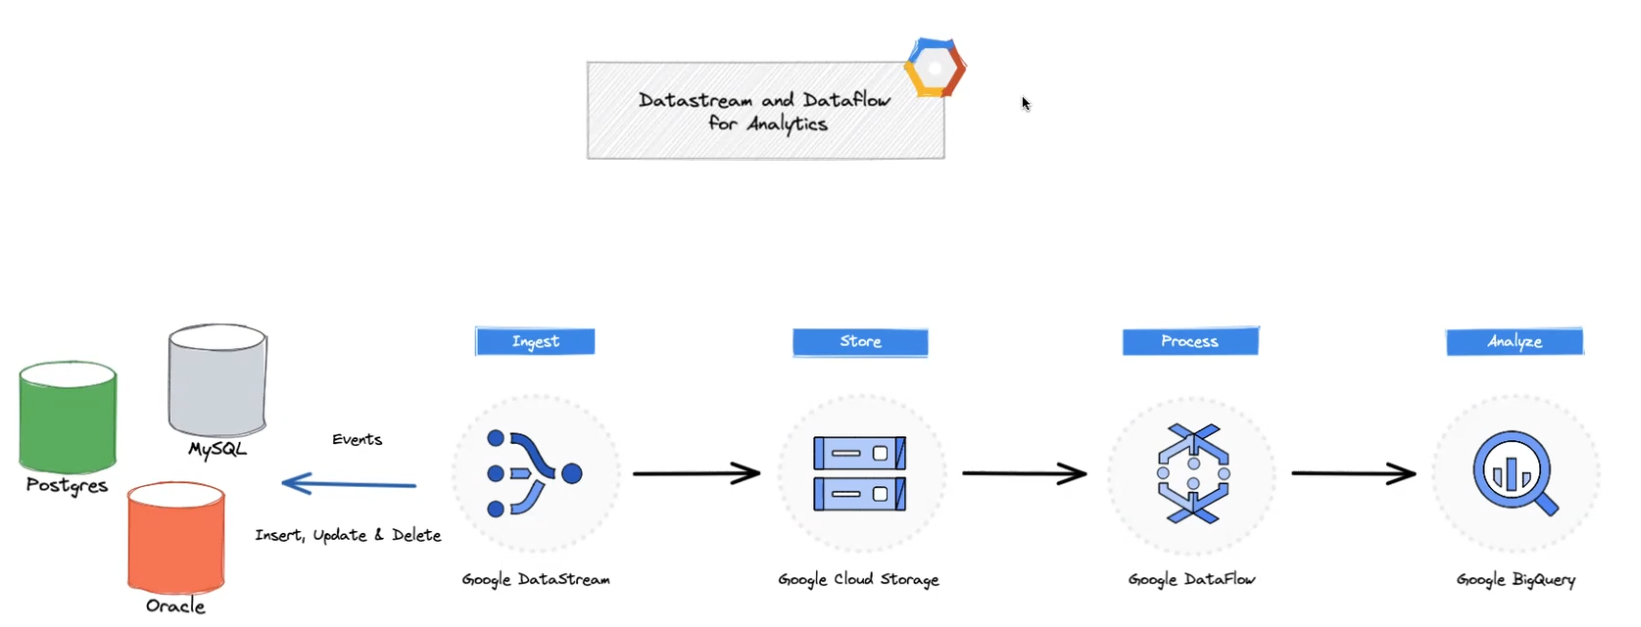 Datastream and Dataflow
for Analytics
Ingest
Store
Process
Analyze
MySQL
Postgres
Oracle
Events
Insert, Update & Delete
Google DataStream
Google Cloud Storage
Google DataFlow
Google BigQuery